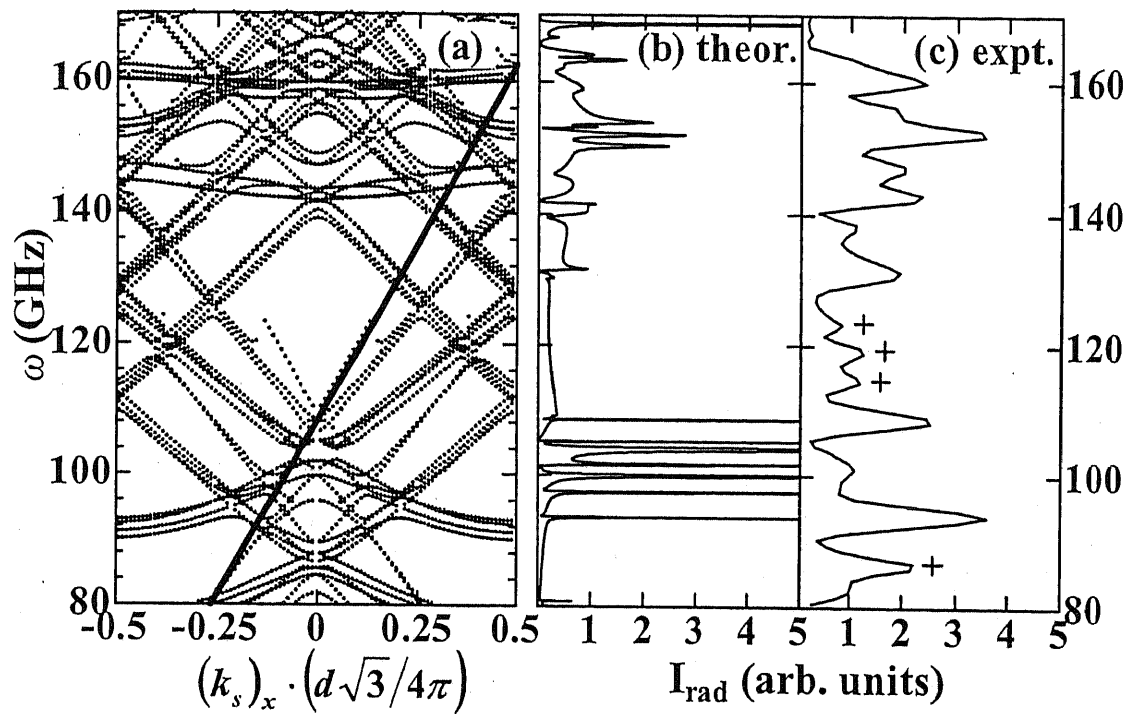 (a)
(b) theor.
(c) expt.
160
140
120
100
80
ω (GHz)
-0.5 -0.25 0 0.25 0.5
(k_s)_x · (d√3/4π)
1 2 3 4 5
1 2 3 4 5
I_rad (arb. units)
160
140
120
100
80
+
+
+
+